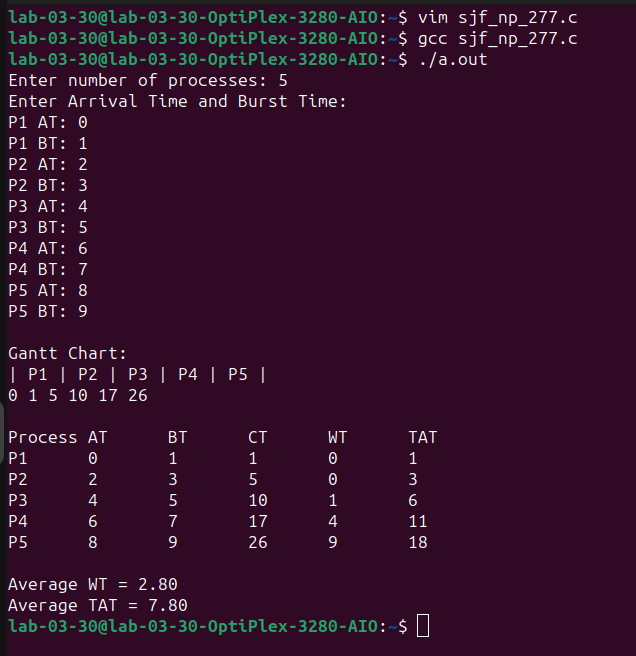 lab-03-30@lab-03-30-OptiPlex-3280-AIO:~$ vim sjf_np_277.c
lab-03-30@lab-03-30-OptiPlex-3280-AIO:~$ gcc sjf_np_277.c
lab-03-30@lab-03-30-OptiPlex-3280-AIO:~$ ./a.out
Enter number of processes: 5
Enter Arrival Time and Burst Time:
P1 AT: 0
P1 BT: 1
P2 AT: 2
P2 BT: 3
P3 AT: 4
P3 BT: 5
P4 AT: 6
P4 BT: 7
P5 AT: 8
P5 BT: 9

Gantt Chart:
| P1 | P2 | P3 | P4 | P5 |
0 1 5 10 17 26

Process AT      BT      CT      WT      TAT
P1      0       1       1       0       1
P2      2       3       5       0       3
P3      4       5       10      1       6
P4      6       7       17      4       11
P5      8       9       26      9       18

Average WT = 2.80
Average TAT = 7.80
lab-03-30@lab-03-30-OptiPlex-3280-AIO:~$